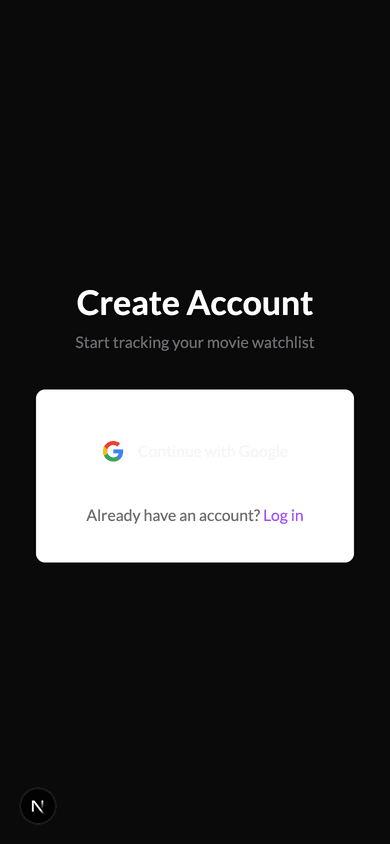 Create Account
Start tracking your movie watchlist
Continue with Google
Already have an account? Log in
N